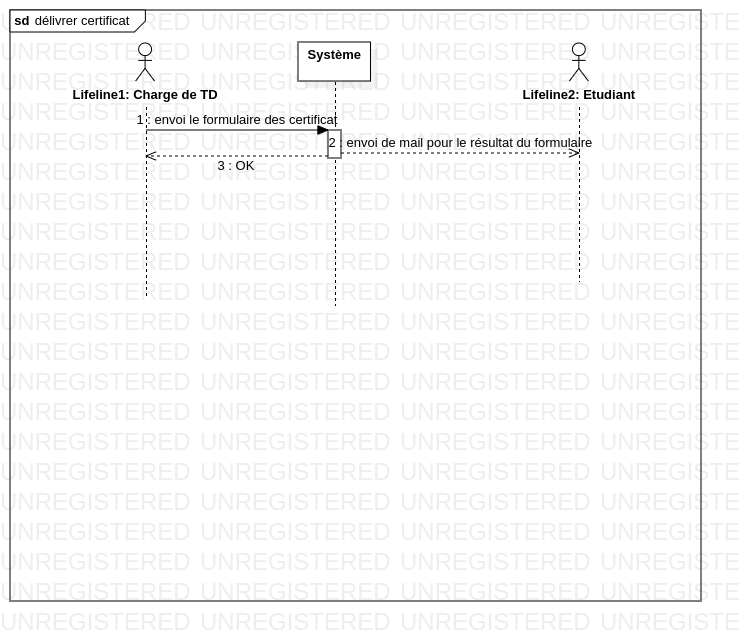 sd délivrer certificat
Système
Lifeline1: Charge de TD
Lifeline2: Etudiant
1 : envoi le formulaire des certificat
2 : envoi de mail pour le résultat du formulaire
3 : OK
UNREGISTERED UNREGISTERED UNREGISTERED UNREGISTERED